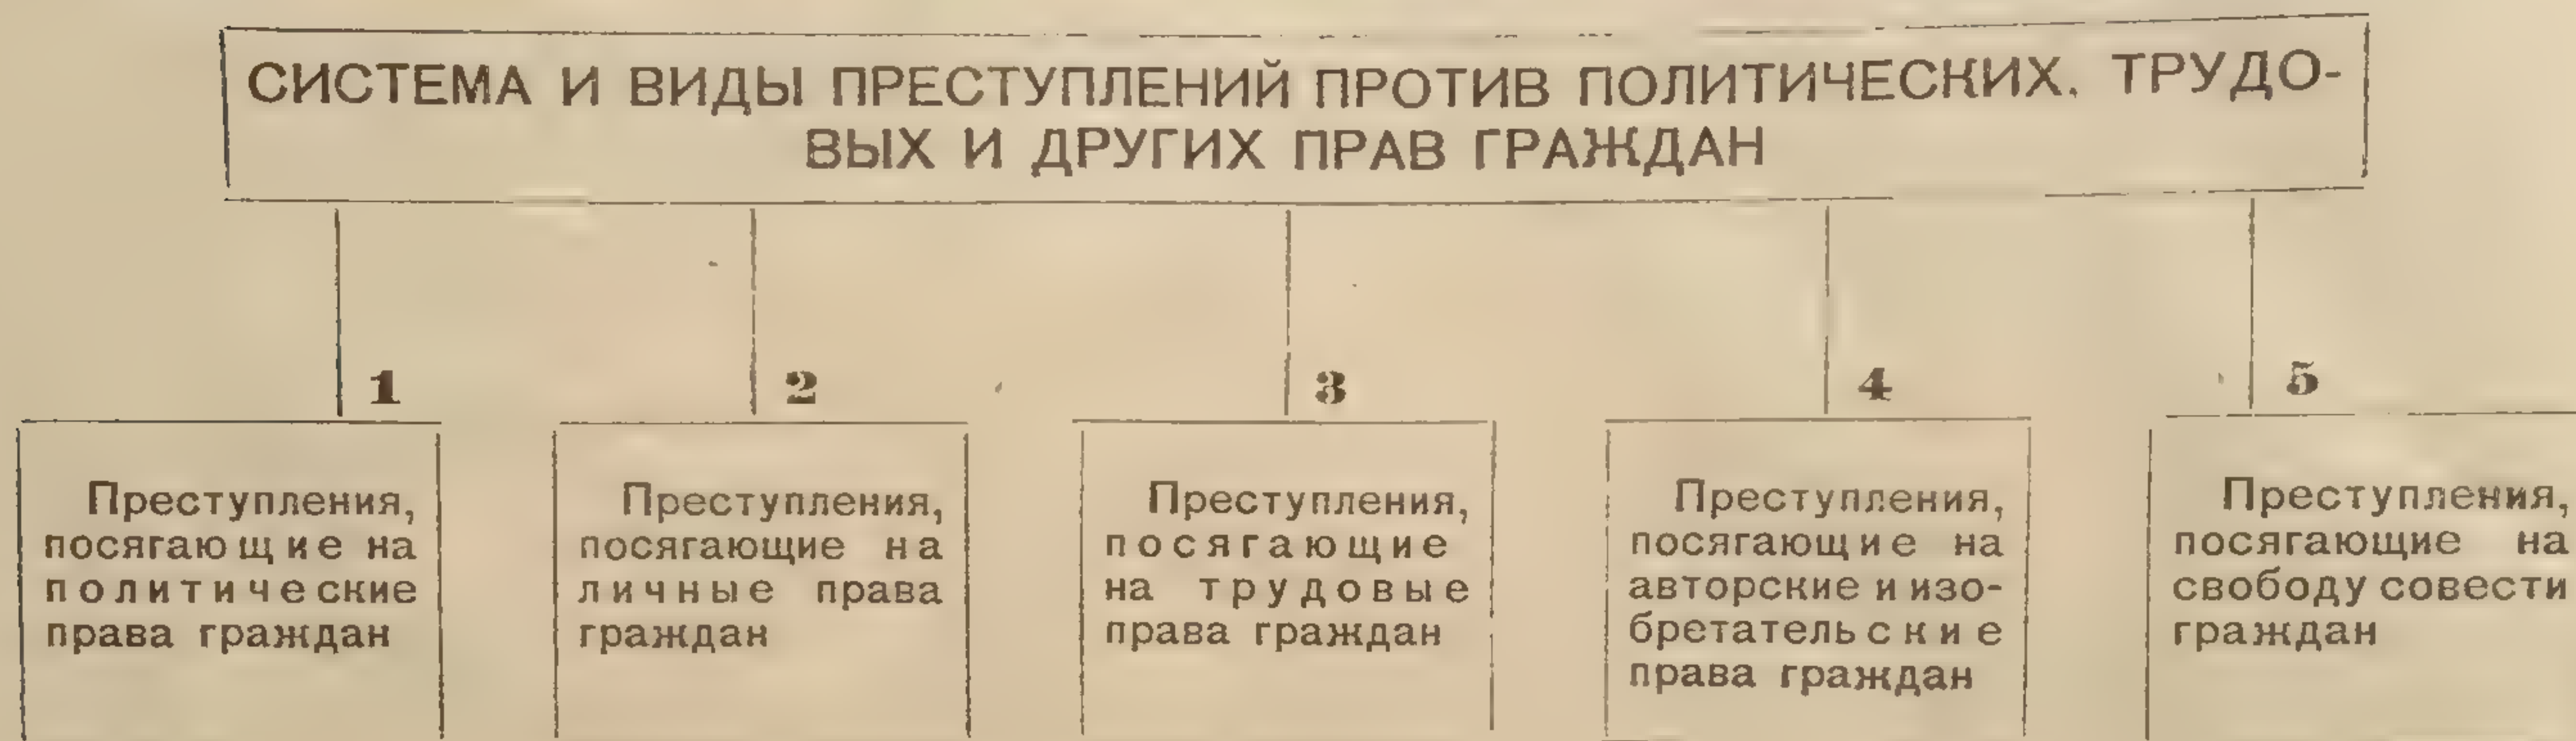 СИСТЕМА И ВИДЫ ПРЕСТУПЛЕНИЙ ПРОТИВ ПОЛИТИЧЕСКИХ, ТРУДО-
ВЫХ И ДРУГИХ ПРАВ ГРАЖДАН
1
Преступления,
посягающие на
политические
права граждан
2
Преступления,
посягающие на
личные права
граждан
3
Преступления,
посягающие
на трудовые
права граждан
4
Преступления,
посягающие на
авторские и изо-
бретательские
права граждан
5
Преступления,
посягающие на
свободу совести
граждан